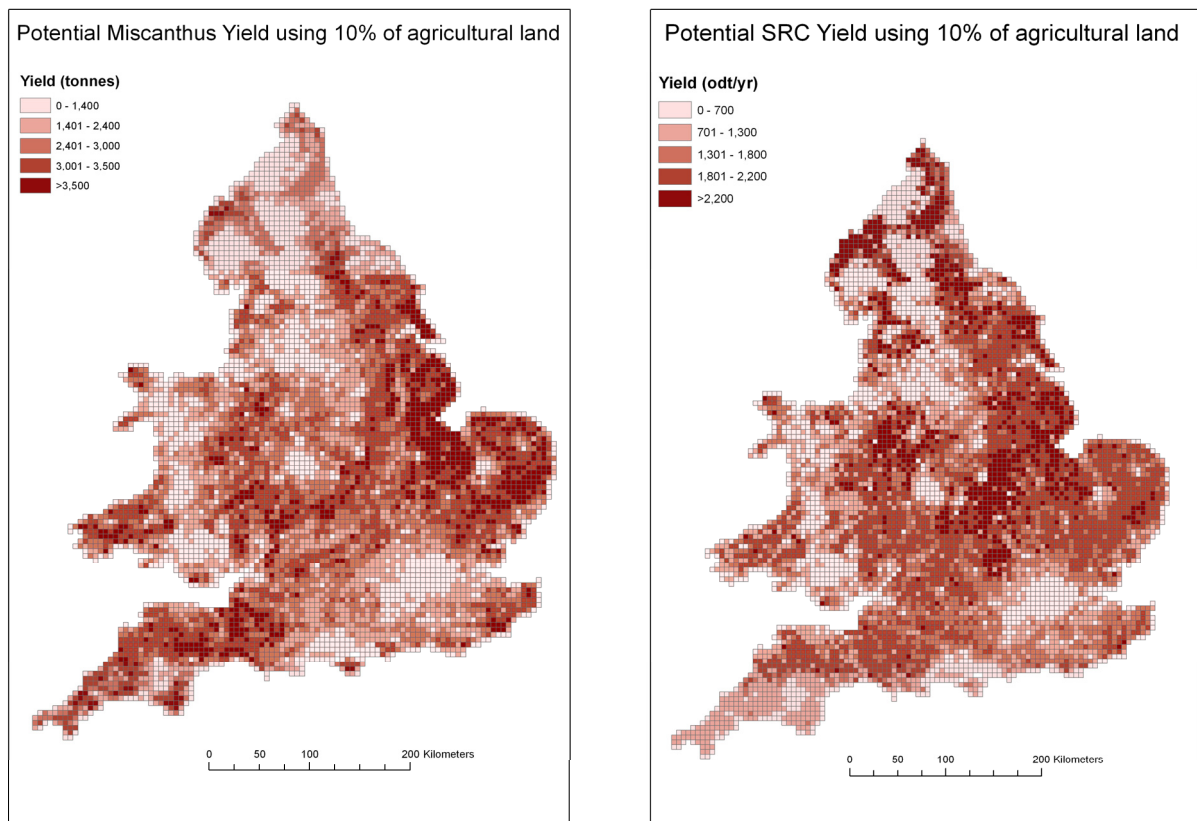 Potential Miscanthus Yield using 10% of agricultural land
Yield (tonnes)
0 - 1,400
1,401 - 2,400
2,401 - 3,000
3,001 - 3,500
>3,500
0 50 100 200 Kilometers
Potential SRC Yield using 10% of agricultural land
Yield (odt/yr)
0 - 700
701 - 1,300
1,301 - 1,800
1,801 - 2,200
>2,200
0 50 100 200 Kilometers